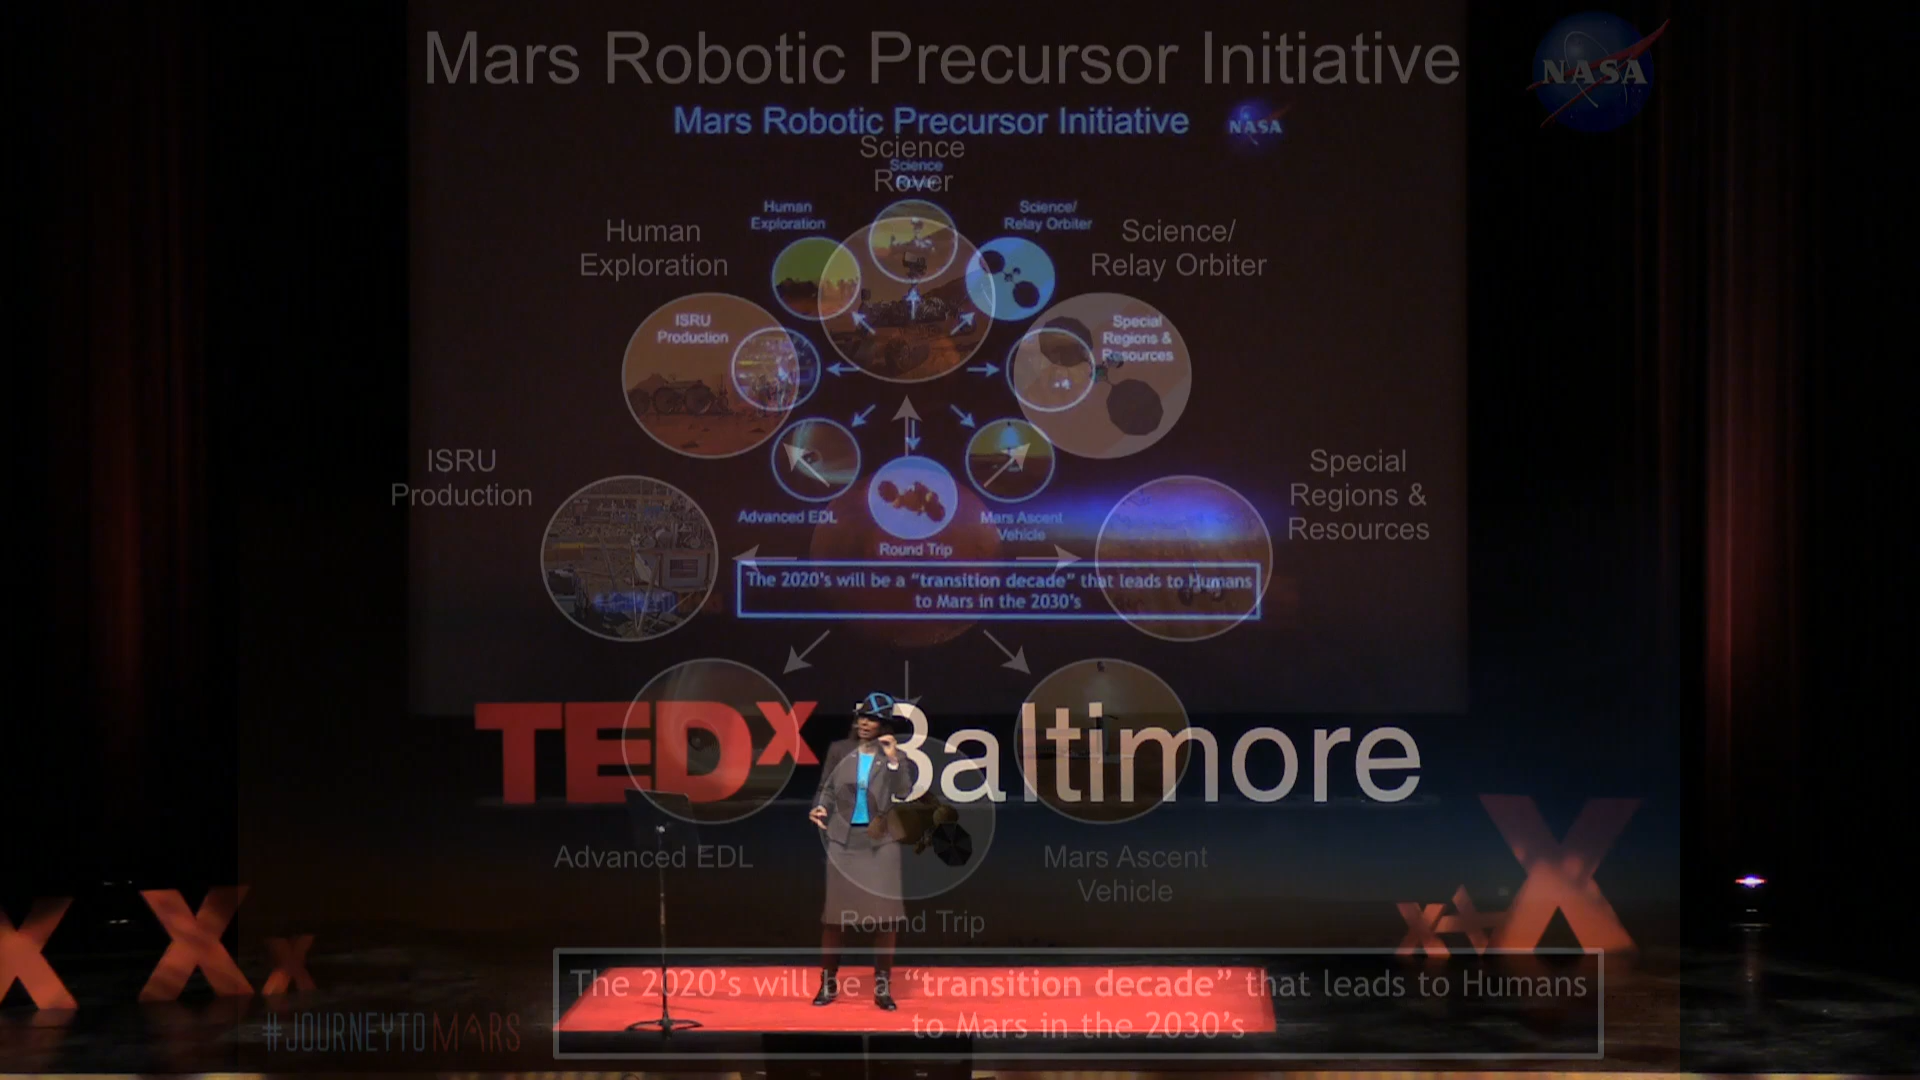 Mars Robotic Precursor Initiative
NASA
Mars Robotic Precursor Initiative
NASA
Science
Rover
Science
Rover
Human
Exploration
Science/
Relay Orbiter
Human
Exploration
Science/
Relay Orbiter
ISRU
Production
Special
Regions &
Resources
ISRU
Production
Special
Regions &
Resources
Advanced EDL
Mars Ascent
Vehicle
Round Trip
The 2020's will be a “transition decade” that leads to Humans
to Mars in the 2030's
TEDx Baltimore
Advanced EDL
Mars Ascent
Vehicle
Round Trip
X X X
X X X
The 2020's will be a “transition decade” that leads to Humans
to Mars in the 2030's
#JOURNEYTOMARS